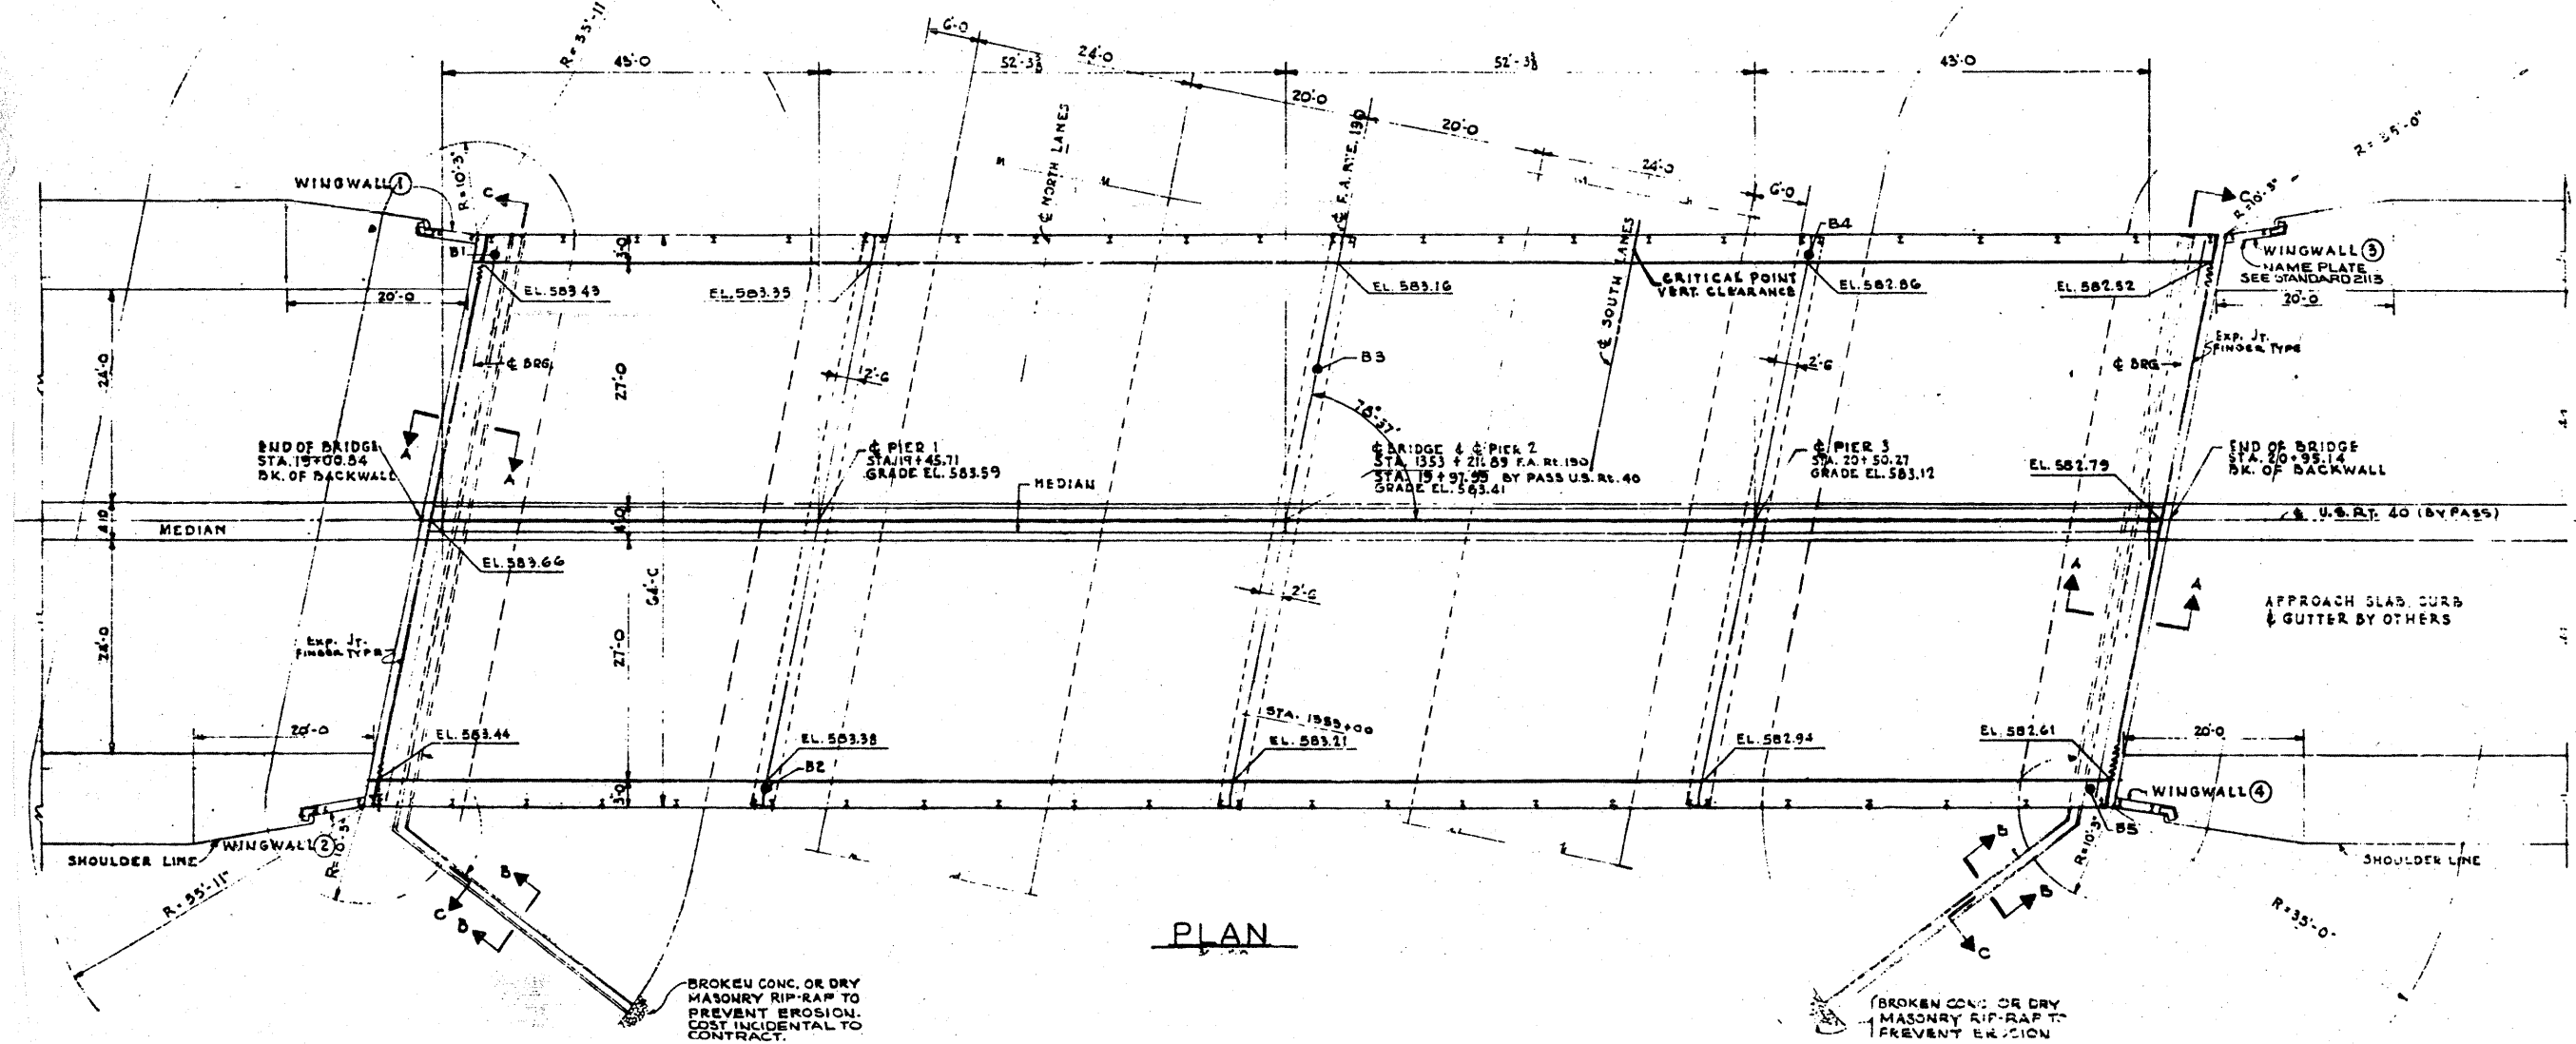 R= 35'-11
6'-0
24'-0
45'-0
52'-3⅜
52'-3⅜
43'-0
20'-0
20'-0
24'-0
6'-0
℄ NORTH LANES
℄ F.A. RTE. 190
℄ SOUTH LANES
R=10'-3"
R=10'-3"
WINGWALL 1
C
C
B1
B4
3'-0
WINGWALL 3
NAME PLATE
SEE STANDARD 2113
CRITICAL POINT
VERT. CLEARANCE
EL. 583.43
EL. 583.35
EL. 583.16
EL. 582.86
EL. 582.52
20'-0
20'-0
EXP. JT.
FINGER TYPE
℄ BRG.
℄ BRG
24'-0
27'-0
2'-6
2'-6
B3
78°-37'
END OF BRIDGE
STA. 19+00.84
BK. OF BACKWALL
A
A
℄ PIER 1
STA. 19+45.71
GRADE EL. 583.59
MEDIAN
℄ BRIDGE & ℄ PIER 2
STA. 1353 + 21.89 F.A. RT. 190
STA. 19 + 97.99 BY PASS U.S. RT. 40
GRADE EL. 583.41
℄ PIER 3
STA. 20+50.27
GRADE EL. 583.12
EL. 582.79
END OF BRIDGE
STA. 20+95.14
BK. OF BACKWALL
MEDIAN
4'-0
4'-0
℄ U.S. RT. 40 (BY PASS)
EL. 583.66
64'-0
2'-6
A
A
APPROACH SLAB, CURB
& GUTTER BY OTHERS
24'-0
27'-0
EXP. JT.
FINGER TYPE
STA. 1353+00
20'-0
EL. 583.44
EL. 583.38
EL. 583.21
EL. 582.94
EL. 582.61
20'-0
B2
3'-0
WINGWALL 4
B5
SHOULDER LINE
WINGWALL 2
R=10'-3"
R=10'-3"
SHOULDER LINE
R= 35'-11"
B
C
B
B
B
C
R=35'-0"
PLAN
BROKEN CONC. OR DRY
MASONRY RIP-RAP TO
PREVENT EROSION.
COST INCIDENTAL TO
CONTRACT.
BROKEN CONC. OR DRY
MASONRY RIP-RAP TO
PREVENT EROSION